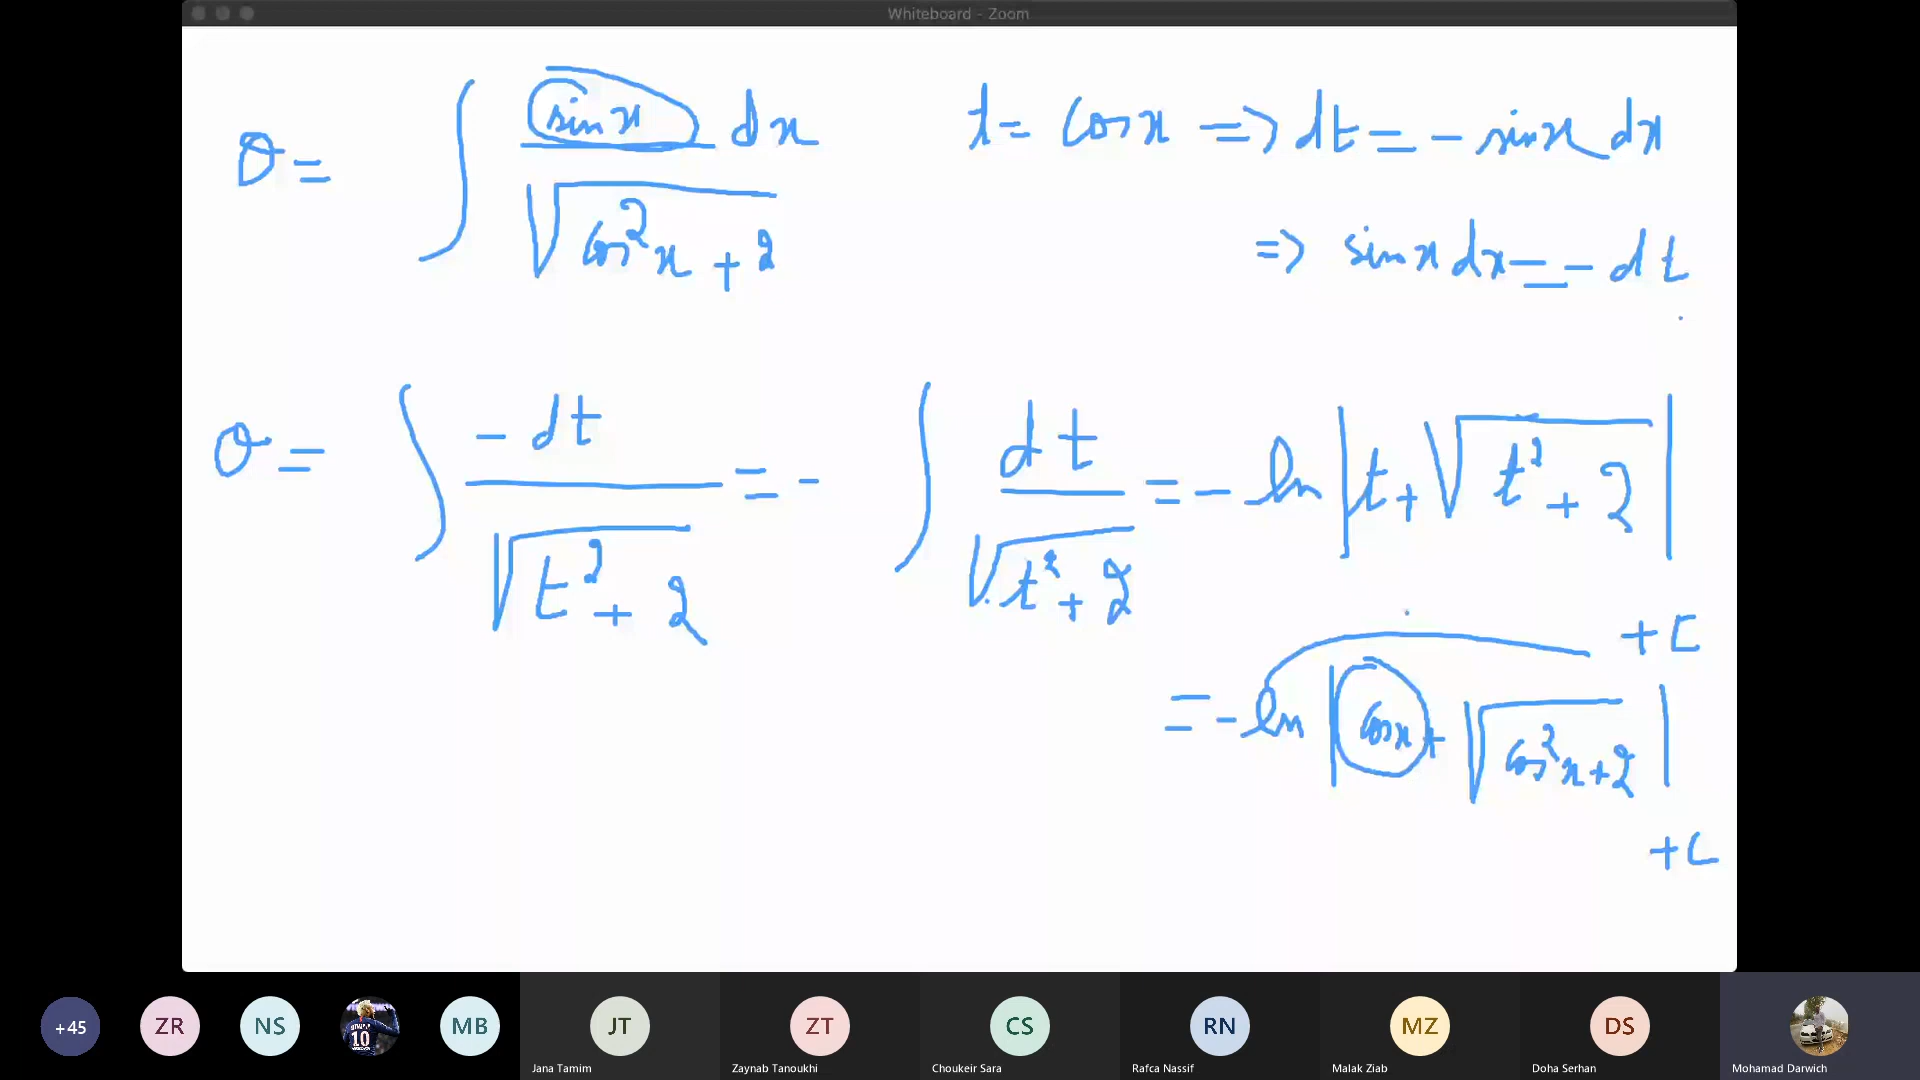 Whiteboard - Zoom
θ = ∫ sin x / √(cos²x + 2) dx    t = cos x => dt = - sin x dx
=> sin x dx = - dt
θ = ∫ - dt / √(t² + 2) = - ∫ dt / √(t² + 2) = - ln |t + √(t² + 2)|
+ C
= - ln |cos x + √(cos²x + 2)|
+ C
+45 ZR NS 10 MB JT ZT CS RN MZ DS
Jana Tamim Zaynab Tanoukhi Choukeir Sara Rafca Nassif Malak Ziab Doha Serhan Mohamad Darwich